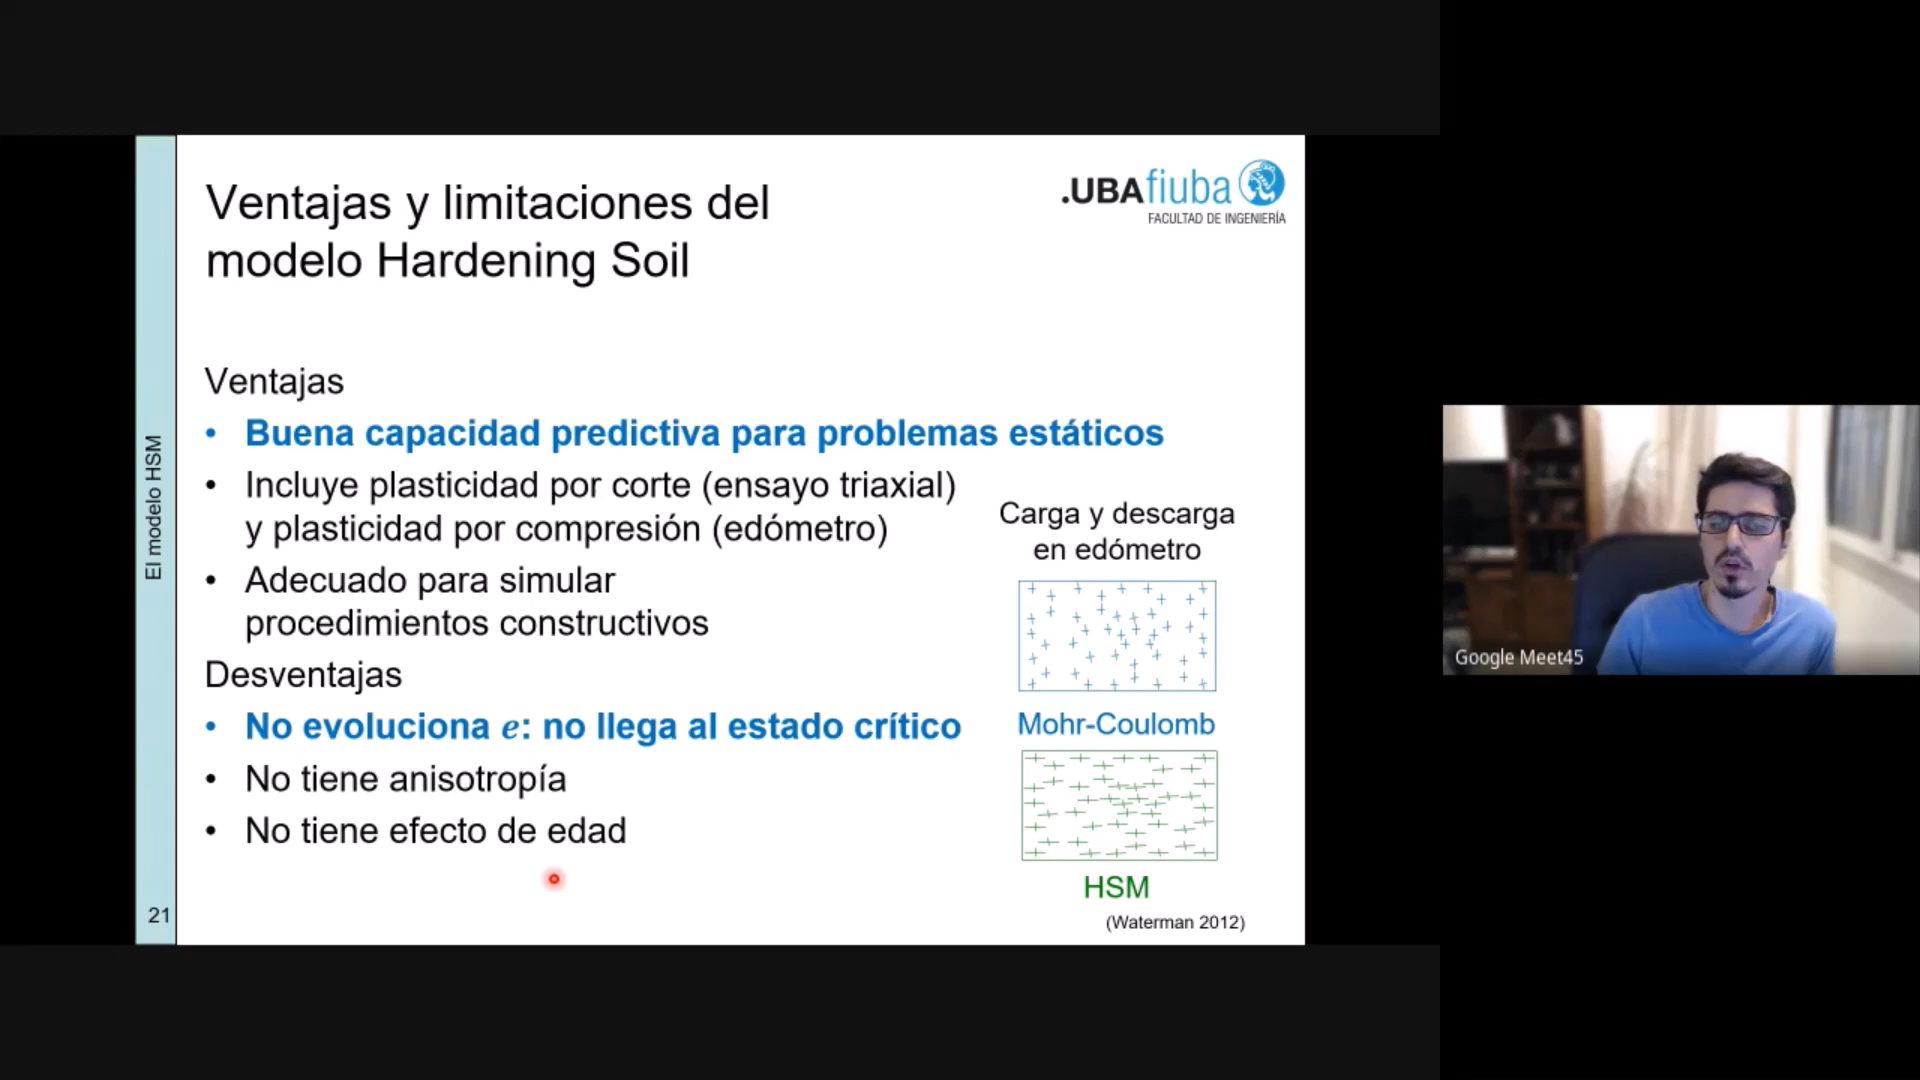 Ventajas y limitaciones del
modelo Hardening Soil
.UBAfiuba
FACULTAD DE INGENIERÍA
Ventajas
• Buena capacidad predictiva para problemas estáticos
• Incluye plasticidad por corte (ensayo triaxial)
y plasticidad por compresión (edómetro)
• Adecuado para simular
procedimientos constructivos
Desventajas
• No evoluciona e: no llega al estado crítico
• No tiene anisotropía
• No tiene efecto de edad
Carga y descarga
en edómetro
Mohr-Coulomb
HSM
(Waterman 2012)
El modelo HSM
21
Google Meet45